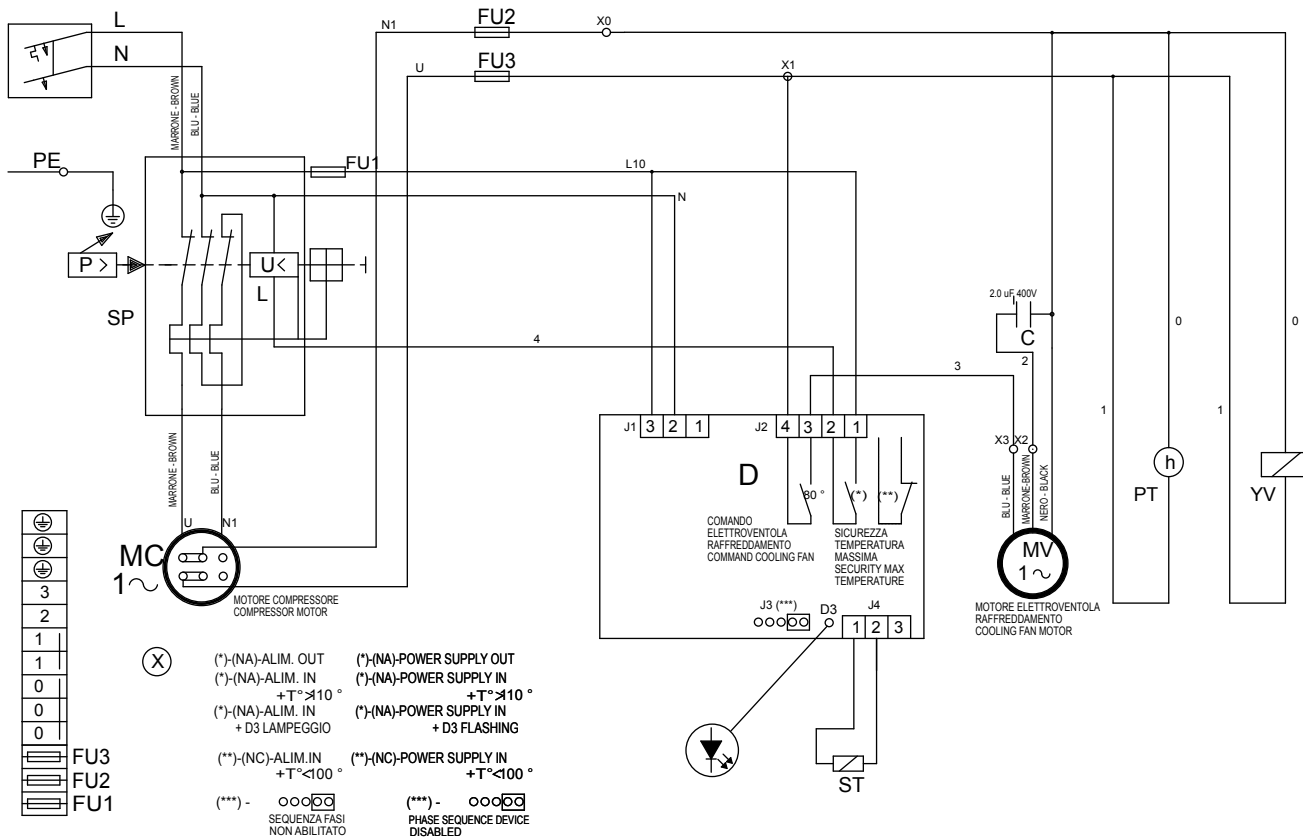 L
N
MARRONE - BROWN
BLU - BLUE
PE
N1
FU2
X0
U
FU3
X1
FU1
L10
N
P >
U<
L
SP
4
3
2.0 uF 400V
C
2
0
0
1
1
J1 3 2 1
J2 4 3 2 1
D
80 °
(*)
(**)
COMANDO
ELETTROVENTOLA
RAFFREDDAMENTO
COMMAND COOLING FAN
SICUREZZA
TEMPERATURA
MASSIMA
SECURITY MAX
TEMPERATURE
X3 X2
BLU - BLUE
MARRONE-BROWN
NERO - BLACK
h
PT
YV
MARRONE - BROWN
BLU - BLUE
U
N1
MC
1
MOTORE COMPRESSORE
COMPRESSOR MOTOR
MV
1
MOTORE ELETTROVENTOLA
RAFFREDDAMENTO
COOLING FAN MOTOR
J3 (***)
D3
J4
1 2 3
ST
3
2
1
1
0
0
0
FU3
FU2
FU1
X
(*)-(NA)-ALIM. OUT
(*)-(NA)-POWER SUPPLY OUT
(*)-(NA)-ALIM. IN
+T°>110 °
(*)-(NA)-POWER SUPPLY IN
+T°>110 °
(*)-(NA)-ALIM. IN
+ D3 LAMPEGGIO
(*)-(NA)-POWER SUPPLY IN
+ D3 FLASHING
(**)-(NC)-ALIM.IN
+T°<100 °
(**)-(NC)-POWER SUPPLY IN
+T°<100 °
(***) -
SEQUENZA FASI
NON ABILITATO
(***) -
PHASE SEQUENCE DEVICE
DISABLED